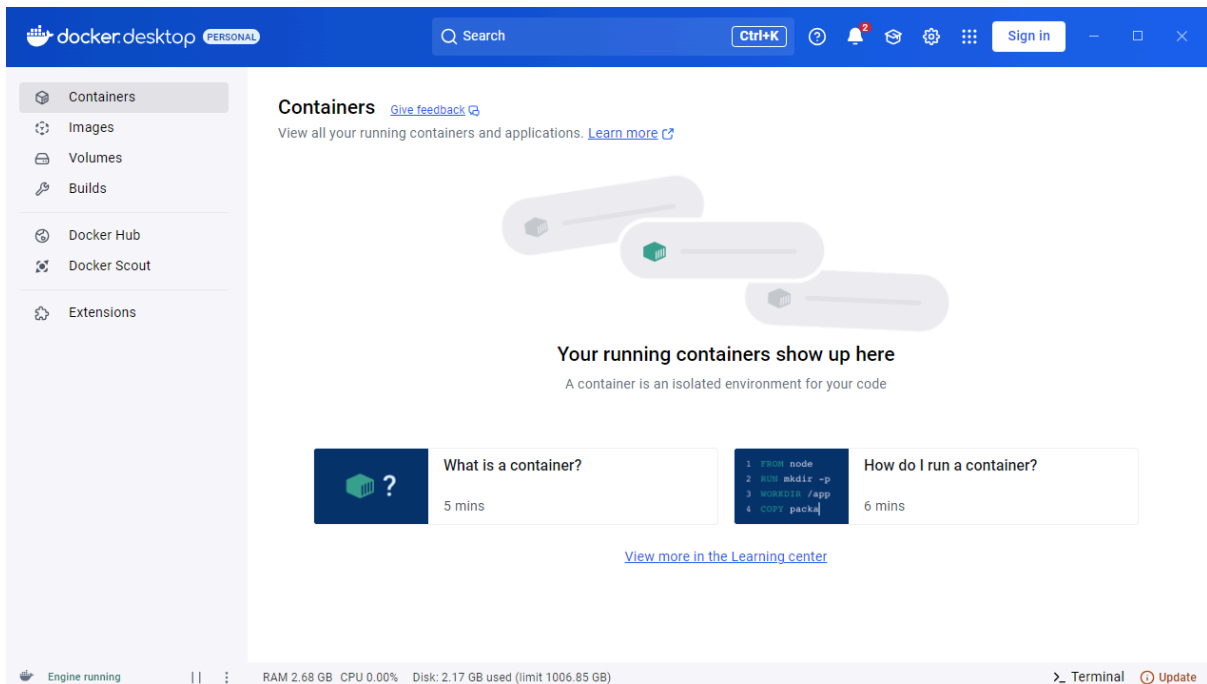 docker.desktop PERSONAL
Search
Ctrl+K
2
Sign in
Containers
Images
Volumes
Builds
Docker Hub
Docker Scout
Extensions
Containers Give feedback
View all your running containers and applications. Learn more
Your running containers show up here
A container is an isolated environment for your code
?
What is a container?
5 mins
1 FROM node
2 RUN mkdir -p
3 WORKDIR /app
4 COPY packa
How do I run a container?
6 mins
View more in the Learning center
Engine running
RAM 2.68 GB CPU 0.00% Disk: 2.17 GB used (limit 1006.85 GB)
>_ Terminal
Update